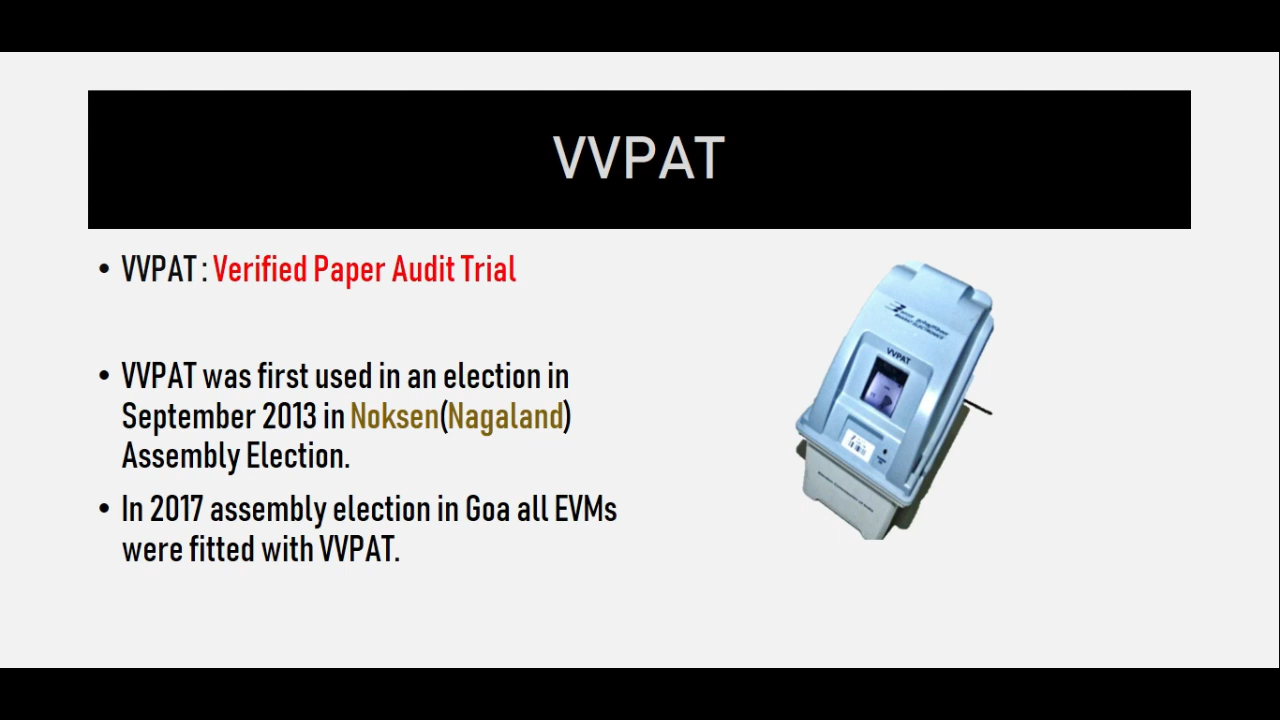 VVPAT
• VVPAT : Verified Paper Audit Trial
• VVPAT was first used in an election in
September 2013 in Noksen(Nagaland)
Assembly Election.
• In 2017 assembly election in Goa all EVMs
were fitted with VVPAT.
VVPAT